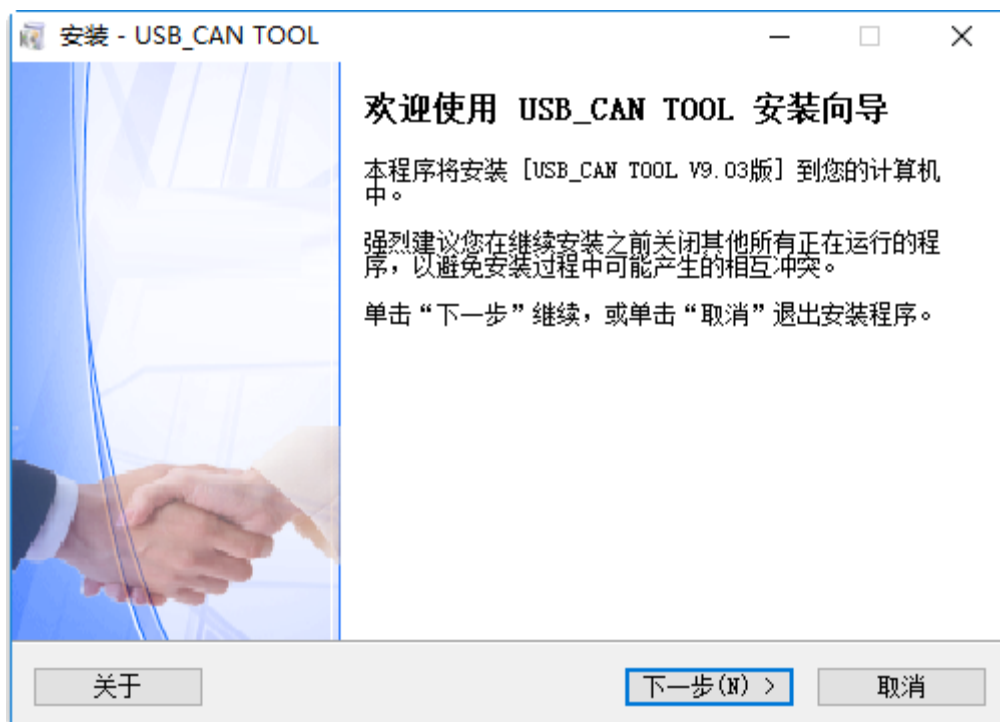 安装 - USB_CAN TOOL
欢迎使用 USB_CAN TOOL 安装向导
本程序将安装 [USB_CAN TOOL V9.03版] 到您的计算机
中。
强烈建议您在继续安装之前关闭其他所有正在运行的程
序，以避免安装过程中可能产生的相互冲突。
单击“下一步”继续，或单击“取消”退出安装程序。
关于
下一步(N) >
取消